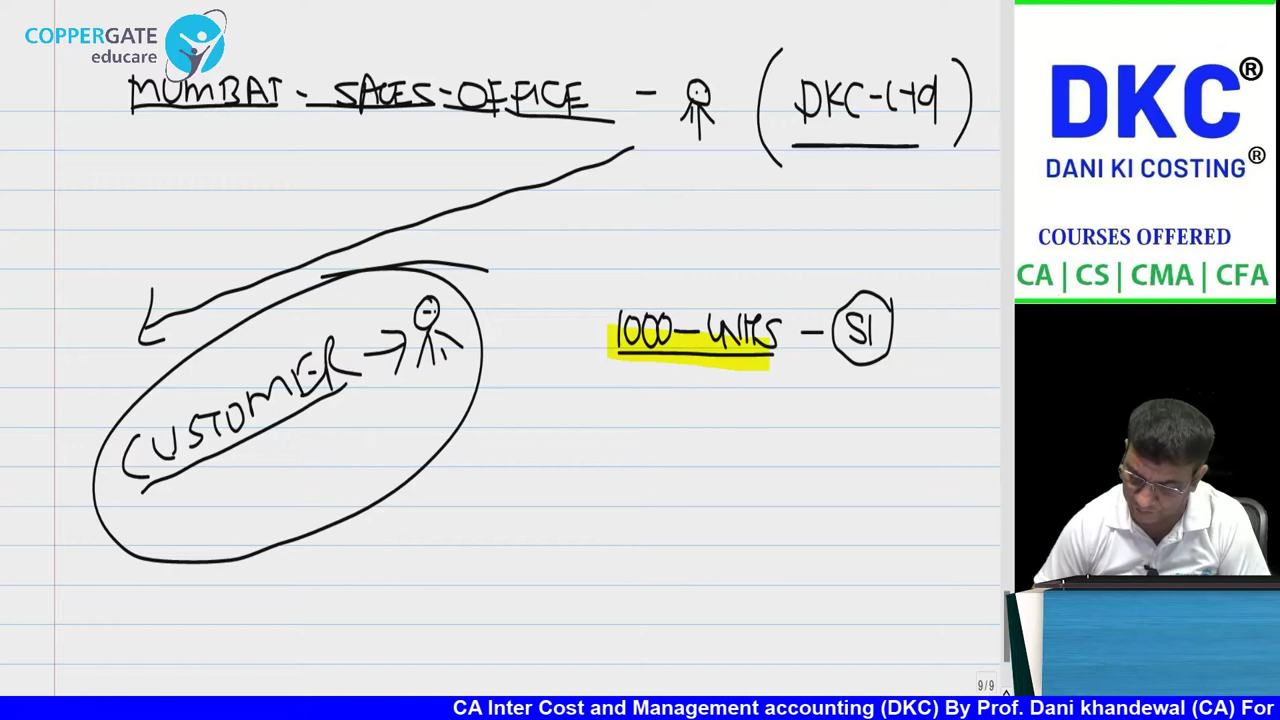 COPPERGATE
educare
MUMBAI - SALES-OFFICE - (DKC-Ltd)
CUSTOMER →
1000-UNITS - S1
9/9
DKC®
DANI KI COSTING®
COURSES OFFERED
CA | CS | CMA | CFA
CA Inter Cost and Management accounting (DKC) By Prof. Dani khandewal (CA) For